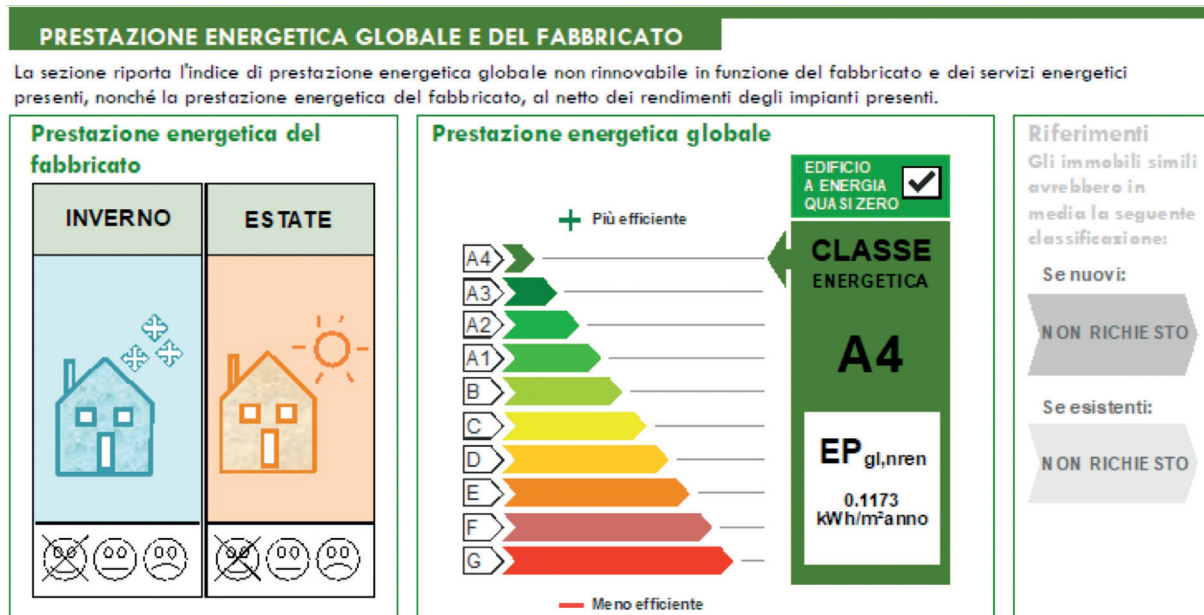 PRESTAZIONE ENERGETICA GLOBALE E DEL FABBRICATO
La sezione riporta l'indice di prestazione energetica globale non rinnovabile in funzione del fabbricato e dei servizi energetici
presenti, nonché la prestazione energetica del fabbricato, al netto dei rendimenti degli impianti presenti.
Prestazione energetica del
fabbricato
INVERNO
ESTATE
Prestazione energetica globale
Più efficiente
A4
A3
A2
A1
B
C
D
E
F
G
Meno efficiente
EDIFICIO
A ENERGIA
QUASI ZERO
CLASSE
ENERGETICA
A4
EP gl,nren
0.1173
kWh/m²anno
Riferimenti
Gli immobili simili
avrebbero in
media la seguente
classificazione:
Se nuovi:
NON RICHIESTO
Se esistenti:
NON RICHIESTO